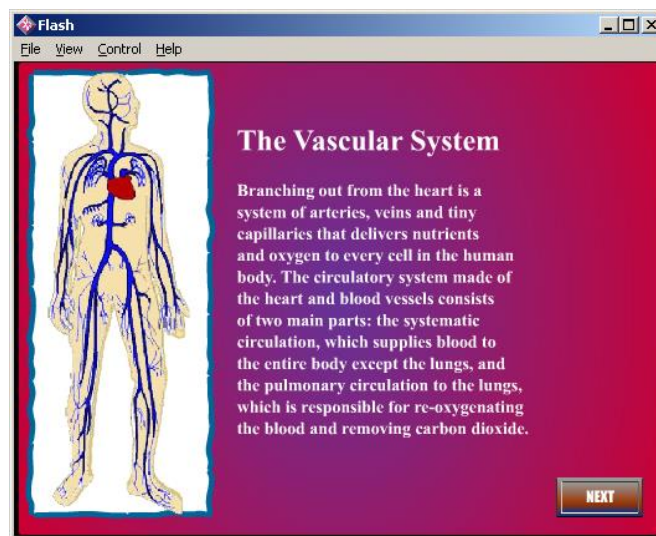 Flash
File View Control Help
The Vascular System
Branching out from the heart is a
system of arteries, veins and tiny
capillaries that delivers nutrients
and oxygen to every cell in the human
body. The circulatory system made of
the heart and blood vessels consists
of two main parts: the systematic
circulation, which supplies blood to
the entire body except the lungs, and
the pulmonary circulation to the lungs,
which is responsible for re-oxygenating
the blood and removing carbon dioxide.
NEXT